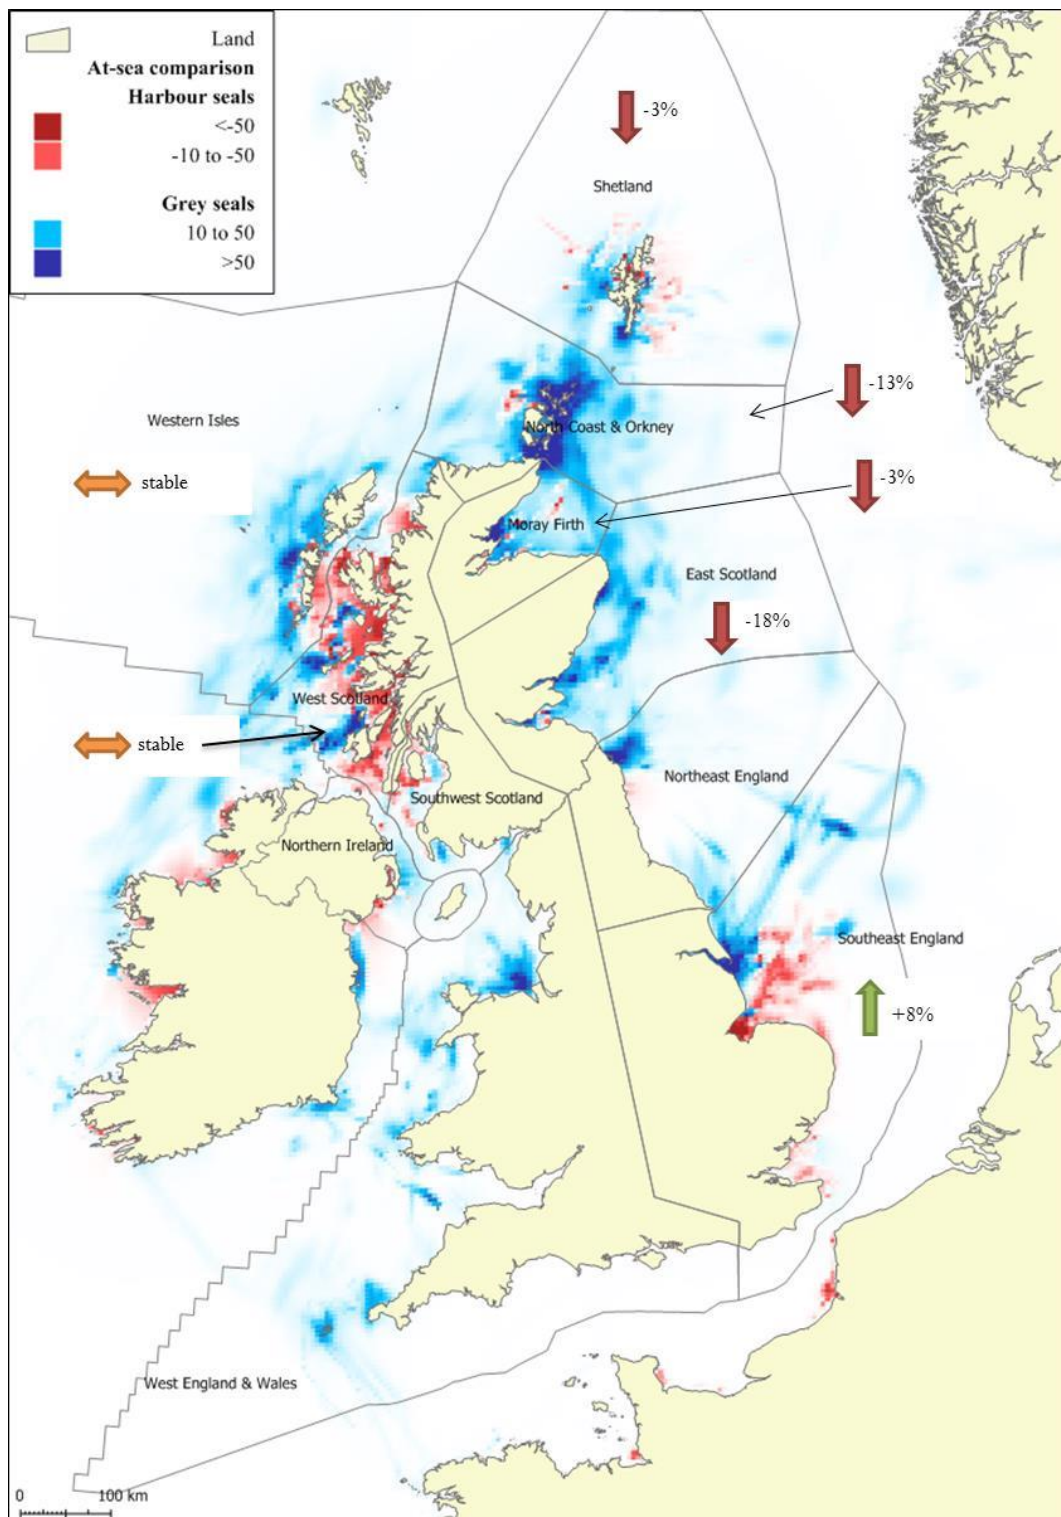 Land
At-sea comparison
Harbour seals
<-50
-10 to -50
Grey seals
10 to 50
>50
-3%
Shetland
-13%
Western Isles
North Coast & Orkney
stable
-3%
Moray Firth
East Scotland
-18%
West Scotland
stable
Northeast England
Southwest Scotland
Northern Ireland
Southeast England
+8%
West England & Wales
0 100 km